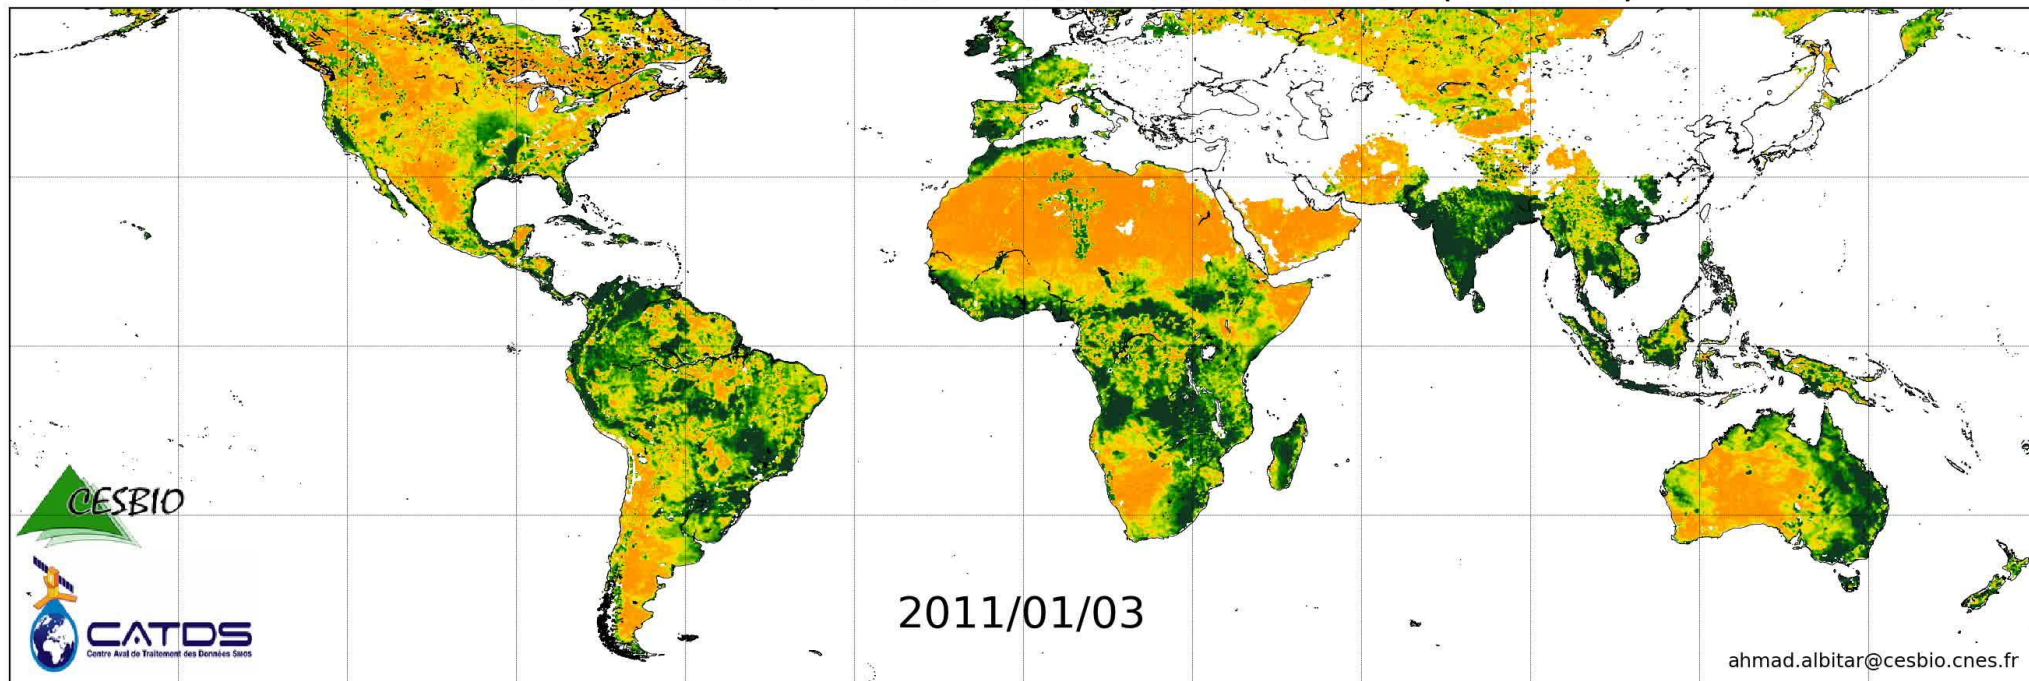 CESBIO
2011/01/03
CATDS
Centre Aval de Traitement des Données SMOS
ahmad.albitar@cesbio.cnes.fr